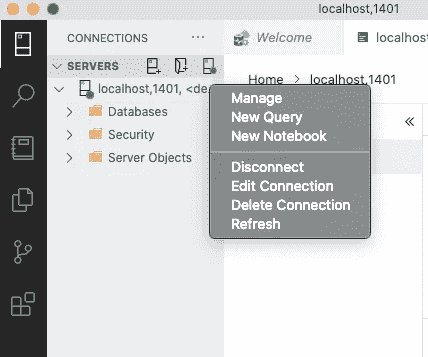 localhost,1401
CONNECTIONS
Welcome
localhos
SERVERS
localhost,1401, <de
Home > localhost,1401
Databases
Security
Server Objects
Manage
New Query
New Notebook
Disconnect
Edit Connection
Delete Connection
Refresh